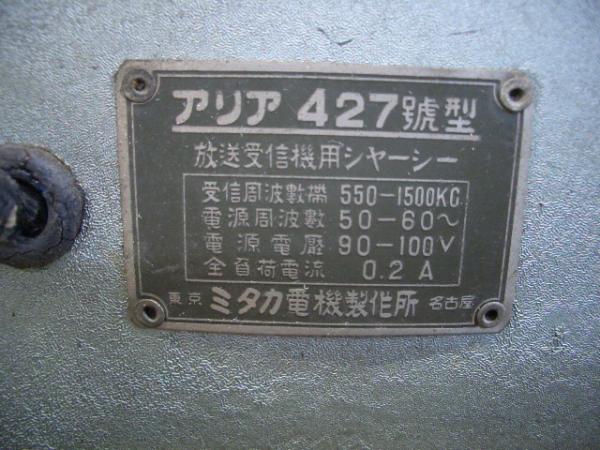 アリア 427號型
放送受信機用シヤーシー
受信周波數帶 550-1500KC
電源周波數 50-60～
電源電壓 90-100V
全負荷電流 0.2A
東京 ミタカ電機製作所 名古屋